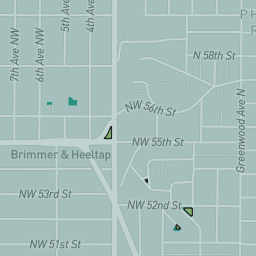 7th Ave NW
6th Ave NW
5th Ave NW
4th Ave
P H
R
N 58th St
NW 56th St
Greenwood Ave N
NW 55th St
Brimmer & Heeltap
NW 53rd St
NW 52nd St
NW 51st St